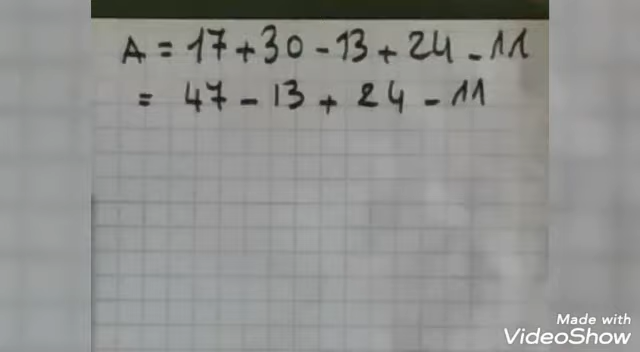 A = 17 + 30 - 13 + 24 - 11
= 47 - 13 + 24 - 11
Made with
VideoShow